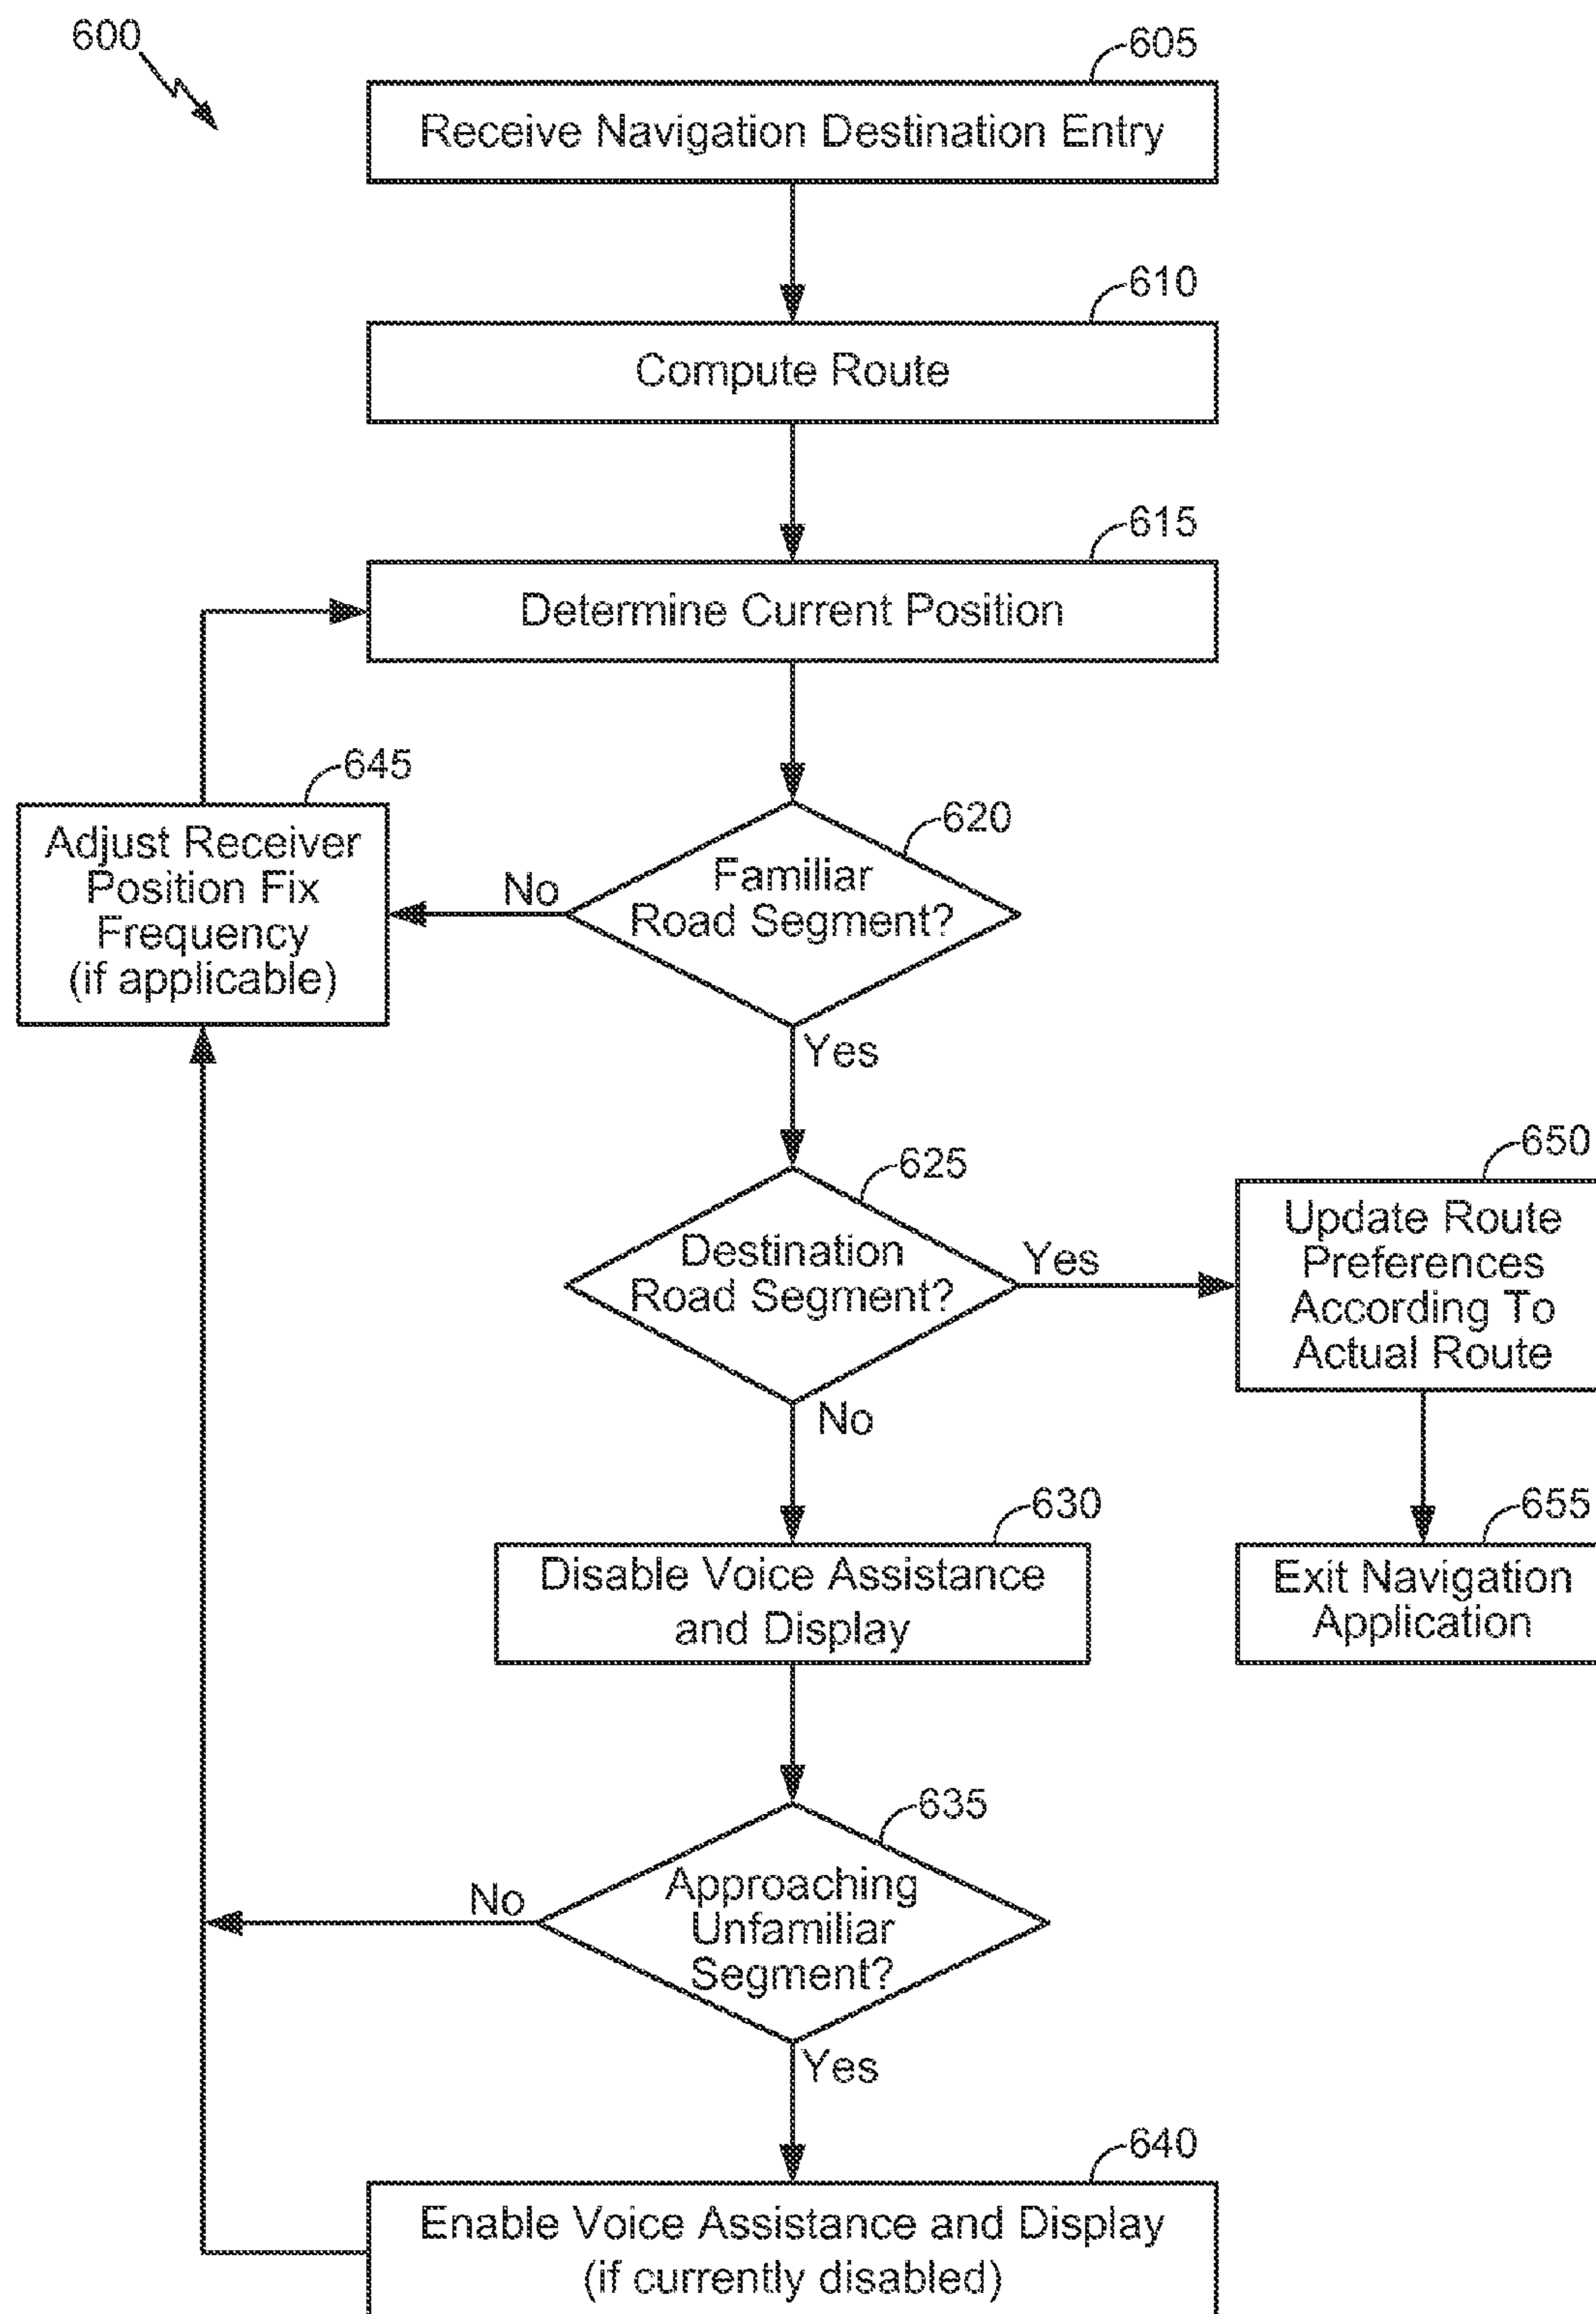 600
605
Receive Navigation Destination Entry
610
Compute Route
615
Determine Current Position
645
Adjust Receiver
Position Fix
Frequency
(if applicable)
620
Familiar
Road Segment?
No
Yes
625
Destination
Road Segment?
Yes
No
650
Update Route
Preferences
According To
Actual Route
630
Disable Voice Assistance
and Display
655
Exit Navigation
Application
635
Approaching
Unfamiliar
Segment?
No
Yes
640
Enable Voice Assistance and Display
(if currently disabled)